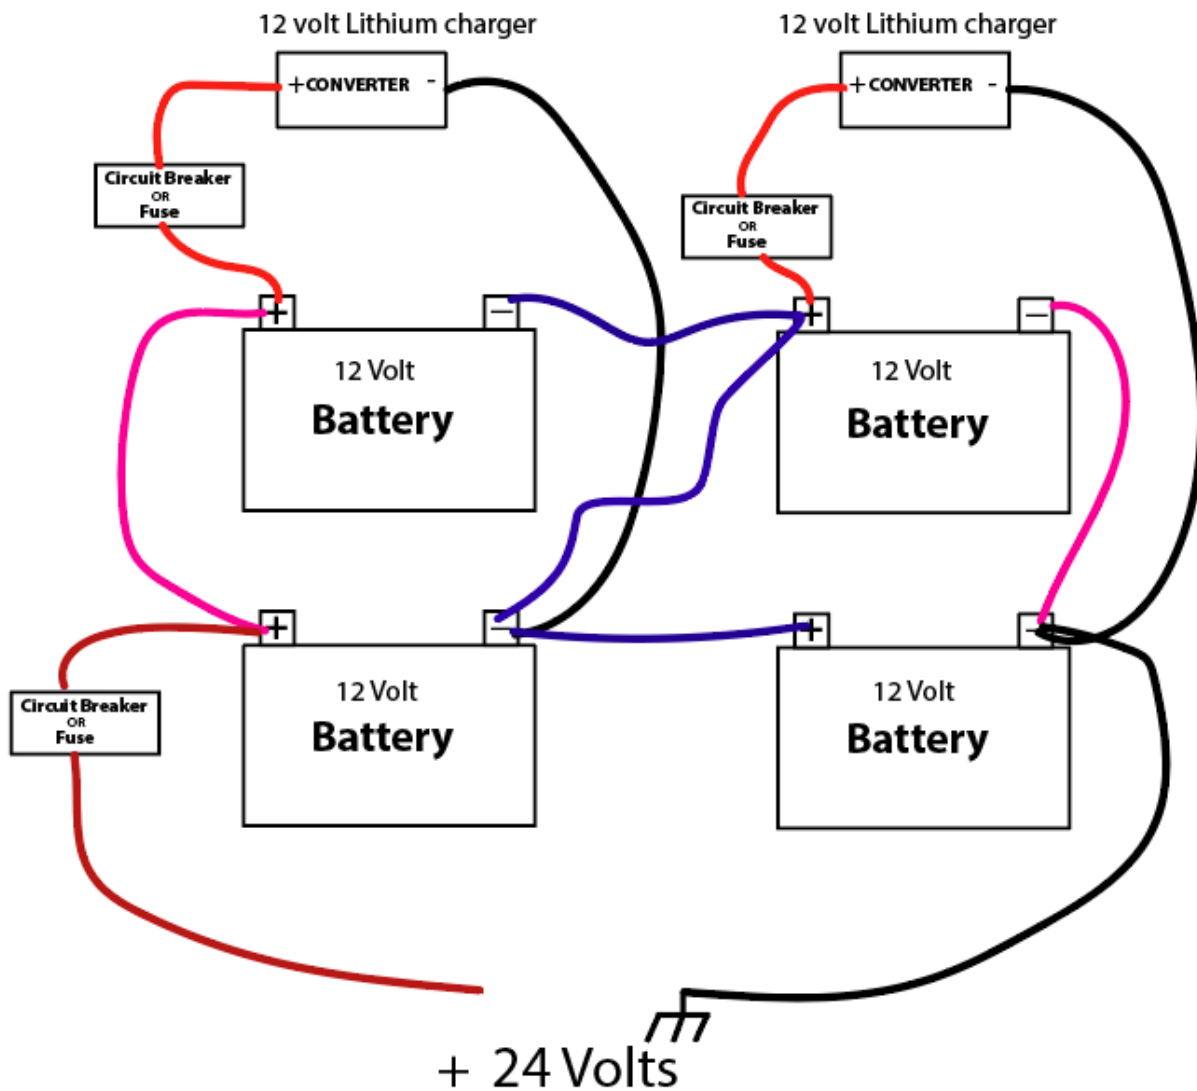 12 volt Lithium charger
12 volt Lithium charger
+CONVERTER -
+CONVERTER -
Circuit Breaker
OR
Fuse
Circuit Breaker
OR
Fuse
+ −
+ −
12 Volt
Battery
12 Volt
Battery
+ −
+ −
12 Volt
Battery
12 Volt
Battery
Circuit Breaker
OR
Fuse
+ 24 Volts